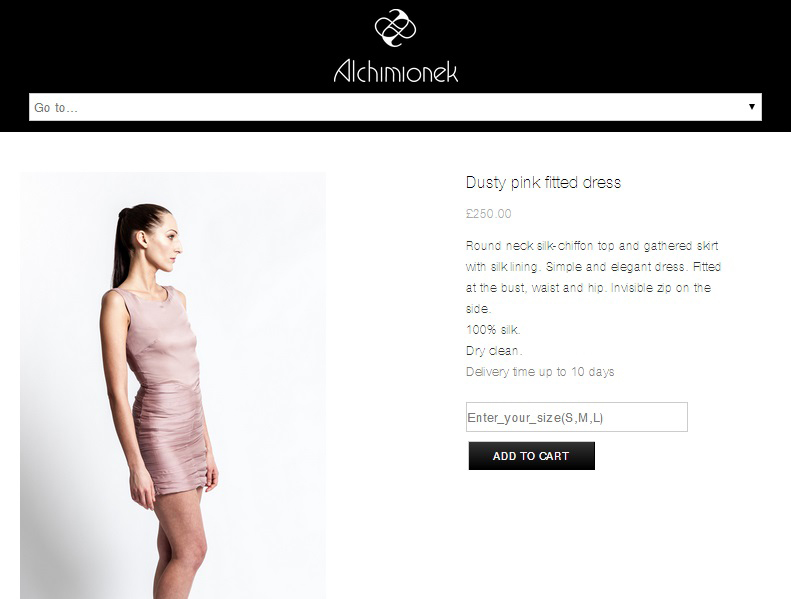 Alchimionek
Go to...
Dusty pink fitted dress
£250.00
Round neck silk-chiffon top and gathered skirt
with silk lining. Simple and elegant dress. Fitted
at the bust, waist and hip. Invisible zip on the
side.
100% silk.
Dry clean.
Delivery time up to 10 days
Enter_your_size(S,M,L)
ADD TO CART